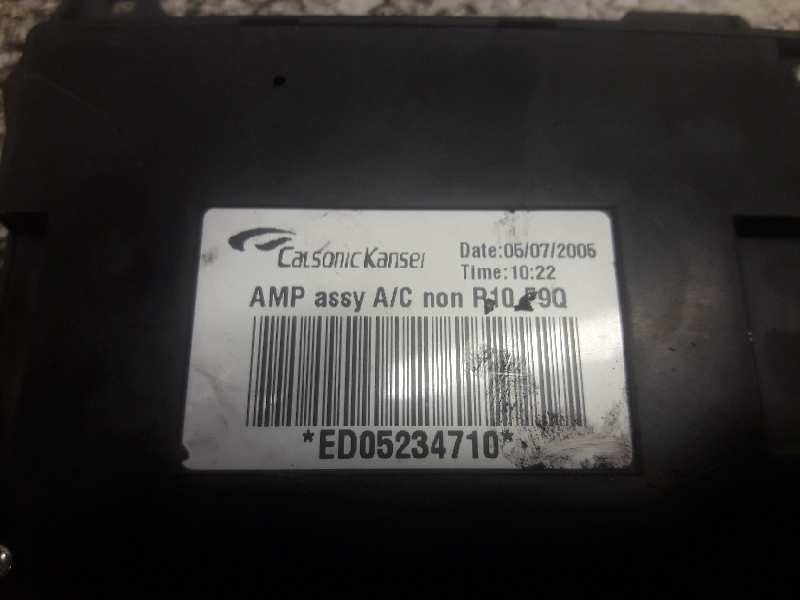 CalsonicKansei
Date:05/07/2005
Time:10:22
AMP assy A/C non R10 F9Q
*ED05234710*